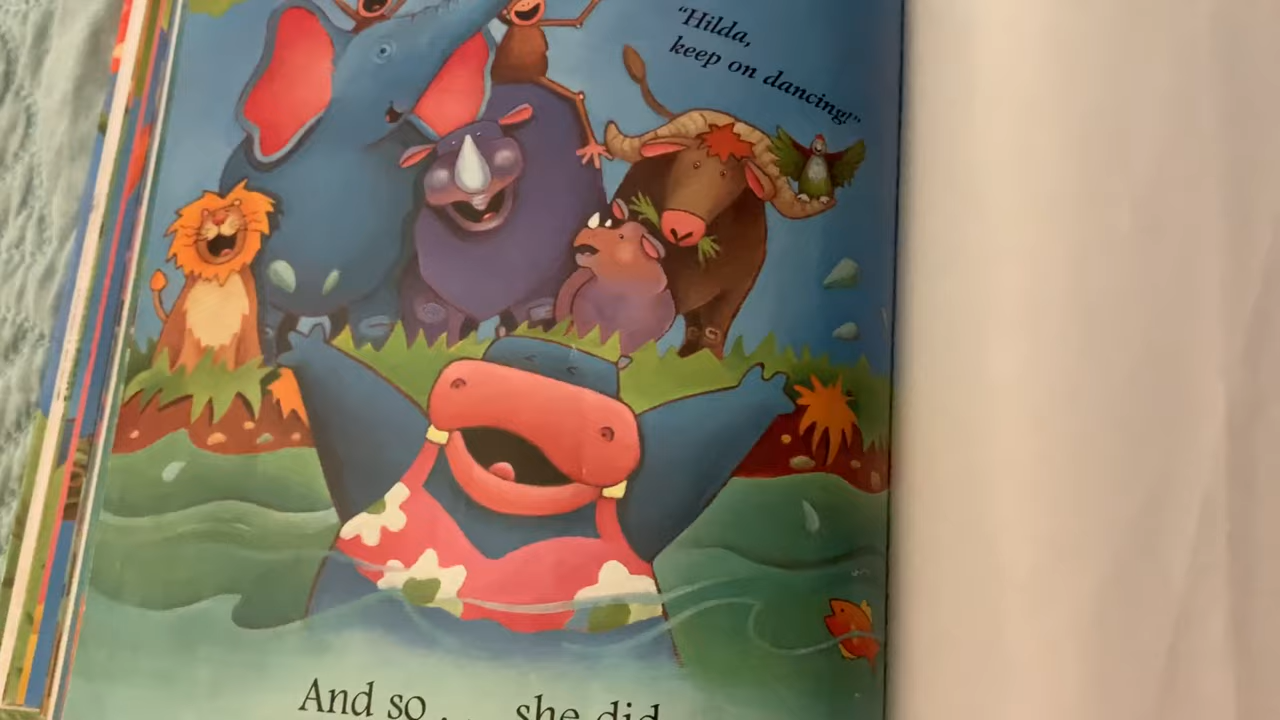 "Hilda,
keep on dancing!"
And so . . . she did.